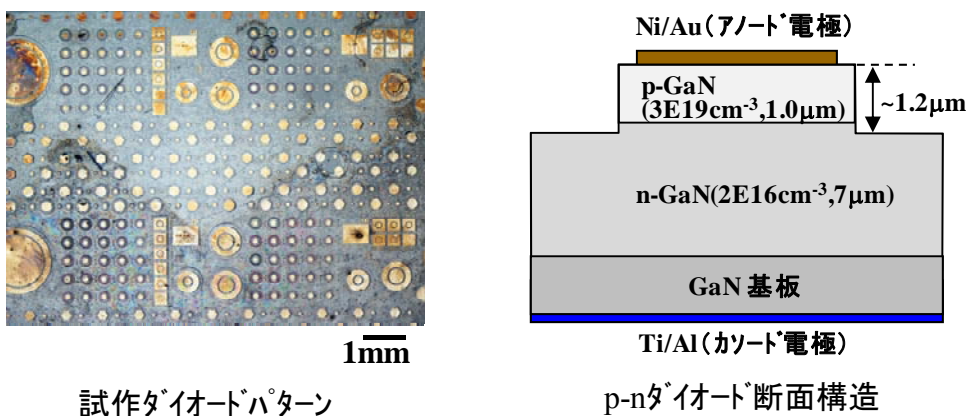 Ni/Au(アノード電極)
p-GaN
(3E19cm-3,1.0μm)
~1.2μm
n-GaN(2E16cm-3,7μm)
GaN 基板
Ti/Al(カソード電極)
1mm
試作ダイオードパターン
p-nダイオード断面構造